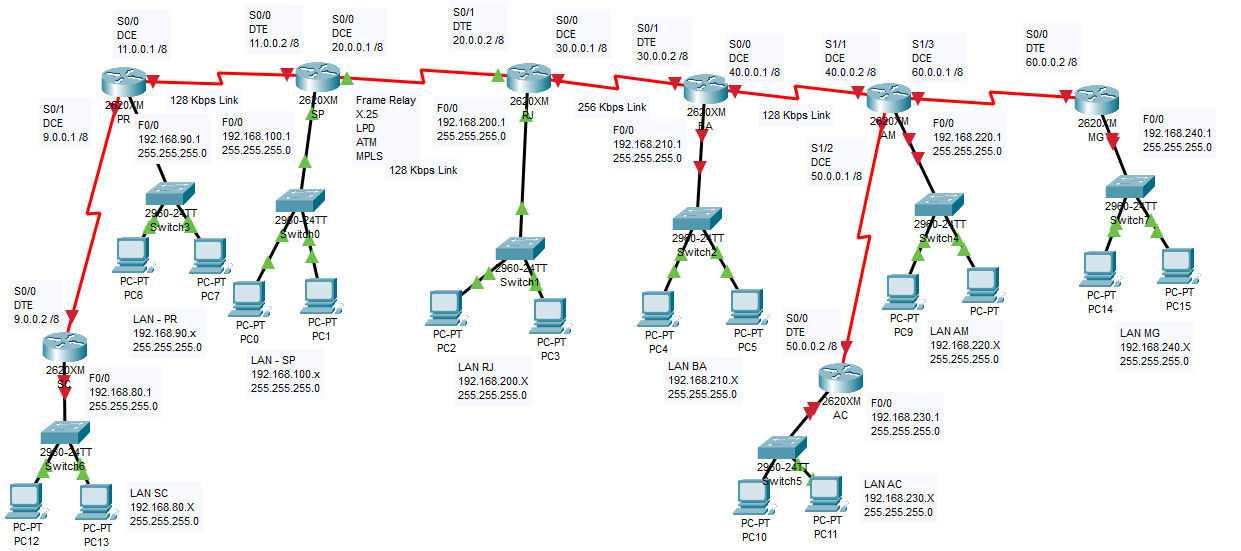 S0/0
DCE
11.0.0.1 /8
S0/0
DTE
11.0.0.2 /8
S0/0
DCE
20.0.0.1 /8
S0/1
DTE
20.0.0.2 /8
S0/0
DCE
30.0.0.1 /8
S0/1
DTE
30.0.0.2 /8
S0/0
DCE
40.0.0.1 /8
S1/1
DCE
40.0.0.2 /8
S1/3
DCE
60.0.0.1 /8
S0/0
DTE
60.0.0.2 /8
2620XM
PR
2620XM
SP
2620XM
RJ
2620XM
BA
2620XM
AM
2620XM
MG
128 Kbps Link
Frame Relay
X.25
LPD
ATM
MPLS
128 Kbps Link
256 Kbps Link
128 Kbps Link
S0/1
DCE
9.0.0.1 /8
F0/0
192.168.90.1
255.255.255.0
F0/0
192.168.100.1
255.255.255.0
F0/0
192.168.200.1
255.255.255.0
F0/0
192.168.210.1
255.255.255.0
S1/2
DCE
50.0.0.1 /8
F0/0
192.168.220.1
255.255.255.0
F0/0
192.168.240.1
255.255.255.0
2960-24TT
Switch3
2960-24TT
Switch0
2960-24TT
Switch1
2960-24TT
Switch2
2960-24TT
Switch4
2960-24TT
Switch7
PC-PT
PC6
PC-PT
PC7
PC-PT
PC0
PC-PT
PC1
PC-PT
PC2
PC-PT
PC3
PC-PT
PC4
PC-PT
PC5
PC-PT
PC9
PC-PT
PC-PT
PC14
PC-PT
PC15
S0/0
DTE
9.0.0.2 /8
LAN - PR
192.168.90.x
255.255.255.0
LAN - SP
192.168.100.x
255.255.255.0
LAN RJ
192.168.200.X
255.255.255.0
LAN BA
192.168.210.X
255.255.255.0
S0/0
DTE
50.0.0.2 /8
LAN AM
192.168.220.X
255.255.255.0
LAN MG
192.168.240.X
255.255.255.0
2620XM
SC
F0/0
192.168.80.1
255.255.255.0
2620XM
AC
F0/0
192.168.230.1
255.255.255.0
2960-24TT
Switch6
2960-24TT
Switch5
PC-PT
PC12
PC-PT
PC13
LAN SC
192.168.80.X
255.255.255.0
PC-PT
PC10
PC-PT
PC11
LAN AC
192.168.230.X
255.255.255.0